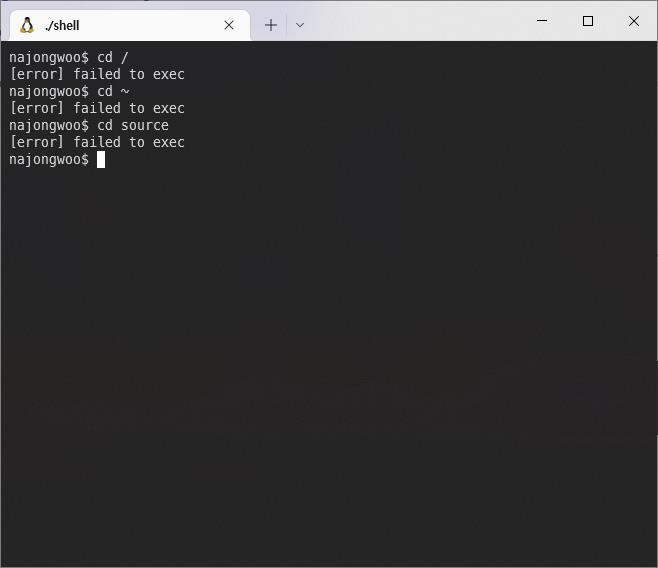 ./shell
najongwoo$ cd /
[error] failed to exec
najongwoo$ cd ~
[error] failed to exec
najongwoo$ cd source
[error] failed to exec
najongwoo$